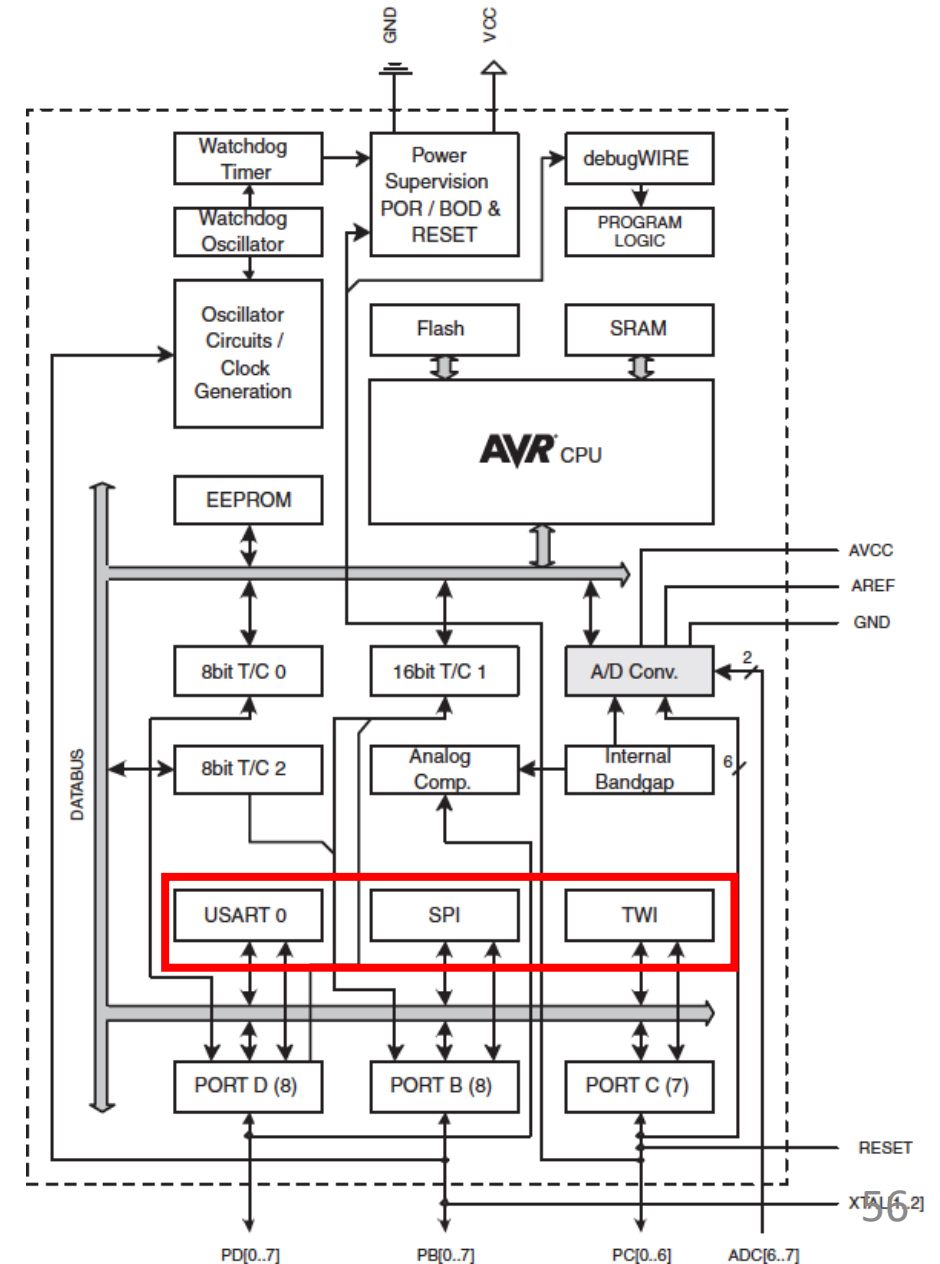 GND
VCC
Watchdog
Timer
Power
Supervision
POR / BOD &
RESET
debugWIRE
Watchdog
Oscillator
PROGRAM
LOGIC
Oscillator
Circuits /
Clock
Generation
Flash
SRAM
AVR CPU
EEPROM
AVCC
AREF
GND
8bit T/C 0
16bit T/C 1
A/D Conv.
2
DATABUS
8bit T/C 2
Analog
Comp.
Internal
Bandgap
6
USART 0
SPI
TWI
PORT D (8)
PORT B (8)
PORT C (7)
RESET
XTAL[1..2]
56
PD[0..7]
PB[0..7]
PC[0..6]
ADC[6..7]